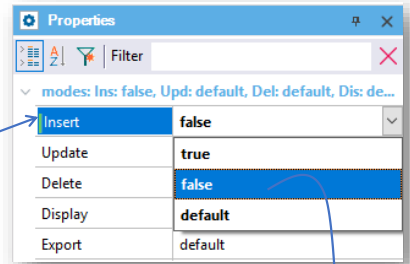 Properties
Filter
modes: Ins: false, Upd: default, Del: default, Dis: de...
Insert false
Update true
Delete false
Display default
Export default